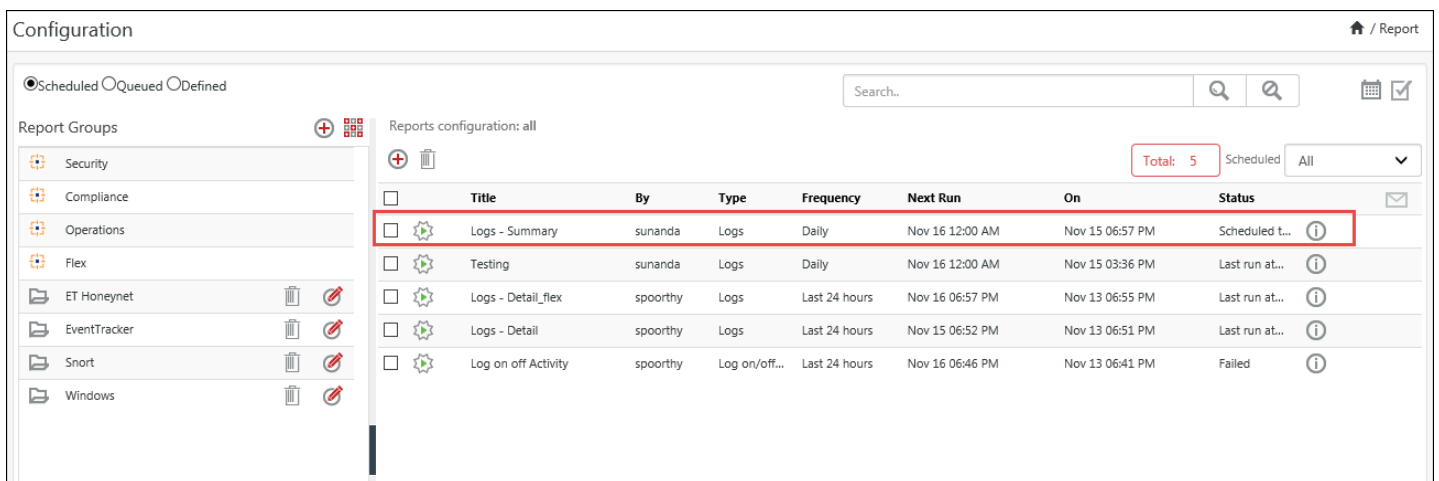 Configuration
/ Report
Scheduled Queued Defined
Search..
Report Groups
Security
Compliance
Operations
Flex
ET Honeynet
EventTracker
Snort
Windows
Reports configuration: all
Total: 5 Scheduled All
Title By Type Frequency Next Run On Status
Logs - Summary sunanda Logs Daily Nov 16 12:00 AM Nov 15 06:57 PM Scheduled t...
Testing sunanda Logs Daily Nov 16 12:00 AM Nov 15 03:36 PM Last run at...
Logs - Detail_flex spoorthy Logs Last 24 hours Nov 16 06:57 PM Nov 13 06:55 PM Last run at...
Logs - Detail spoorthy Logs Last 24 hours Nov 15 06:52 PM Nov 13 06:51 PM Last run at...
Log on off Activity spoorthy Log on/off... Last 24 hours Nov 16 06:46 PM Nov 13 06:41 PM Failed